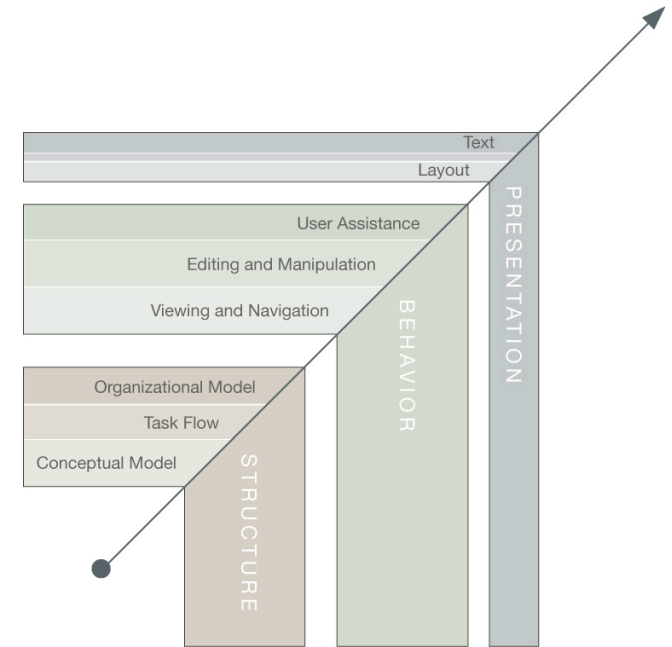 Text
Layout
User Assistance
Editing and Manipulation
Viewing and Navigation
Organizational Model
Task Flow
Conceptual Model
PRESENTATION
BEHAVIOR
STRUCTURE